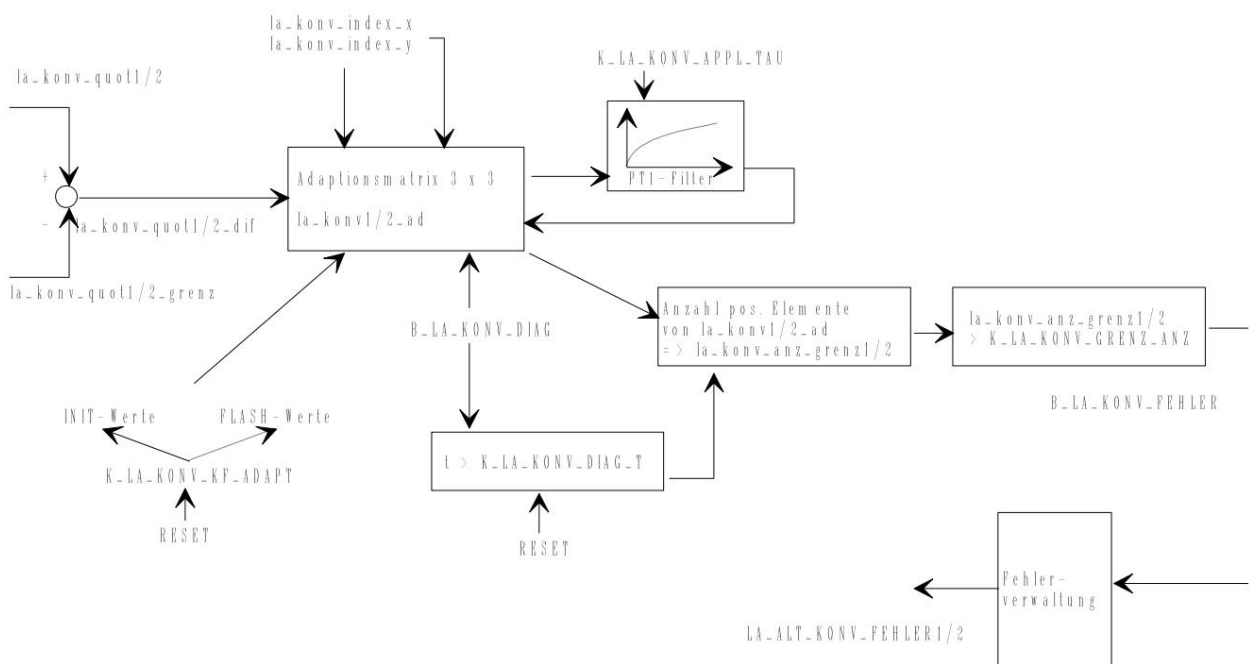 la_konv_index_x
la_konv_index_y
K_LA_KONV_APPL_TAU
la_konv_quot1/2
+
-
la_konv_quot1/2_dif
la_konv_quot1/2_grenz
Adaptionsmatrix 3 x 3
la_konv1/2_ad
PT1-Filter
B_LA_KONV_DIAG
Anzahl pos. Elemente
von la_konv1/2_ad
=> la_konv_anz_grenz1/2
la_konv_anz_grenz1/2
> K_LA_KONV_GRENZ_ANZ
B_LA_KONV_FEHLER
INIT-Werte
FLASH-Werte
K_LA_KONV_KF_ADAPT
RESET
t > K_LA_KONV_DIAG_T
RESET
Fehler-
verwaltung
LA_ALT_KONV_FEHLER1/2